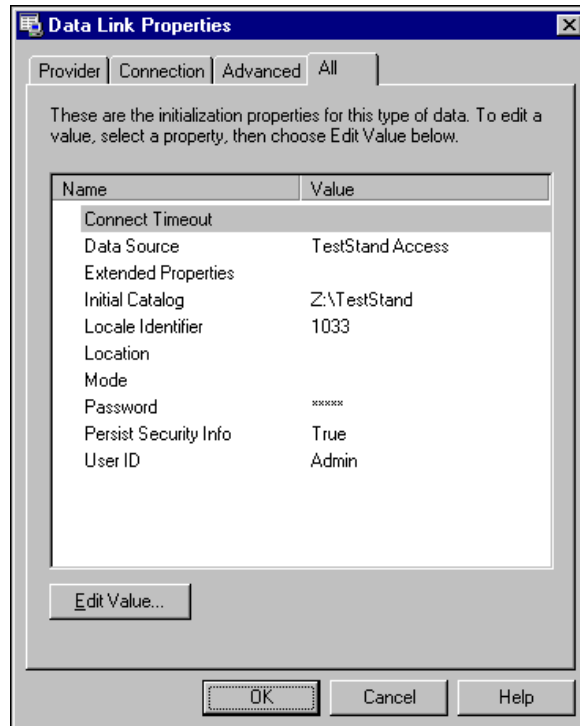 Data Link Properties
Provider Connection Advanced All
These are the initialization properties for this type of data. To edit a
value, select a property, then choose Edit Value below.
Name Value
Connect Timeout
Data Source TestStand Access
Extended Properties
Initial Catalog Z:\TestStand
Locale Identifier 1033
Location
Mode
Password *****
Persist Security Info True
User ID Admin
Edit Value...
OK Cancel Help